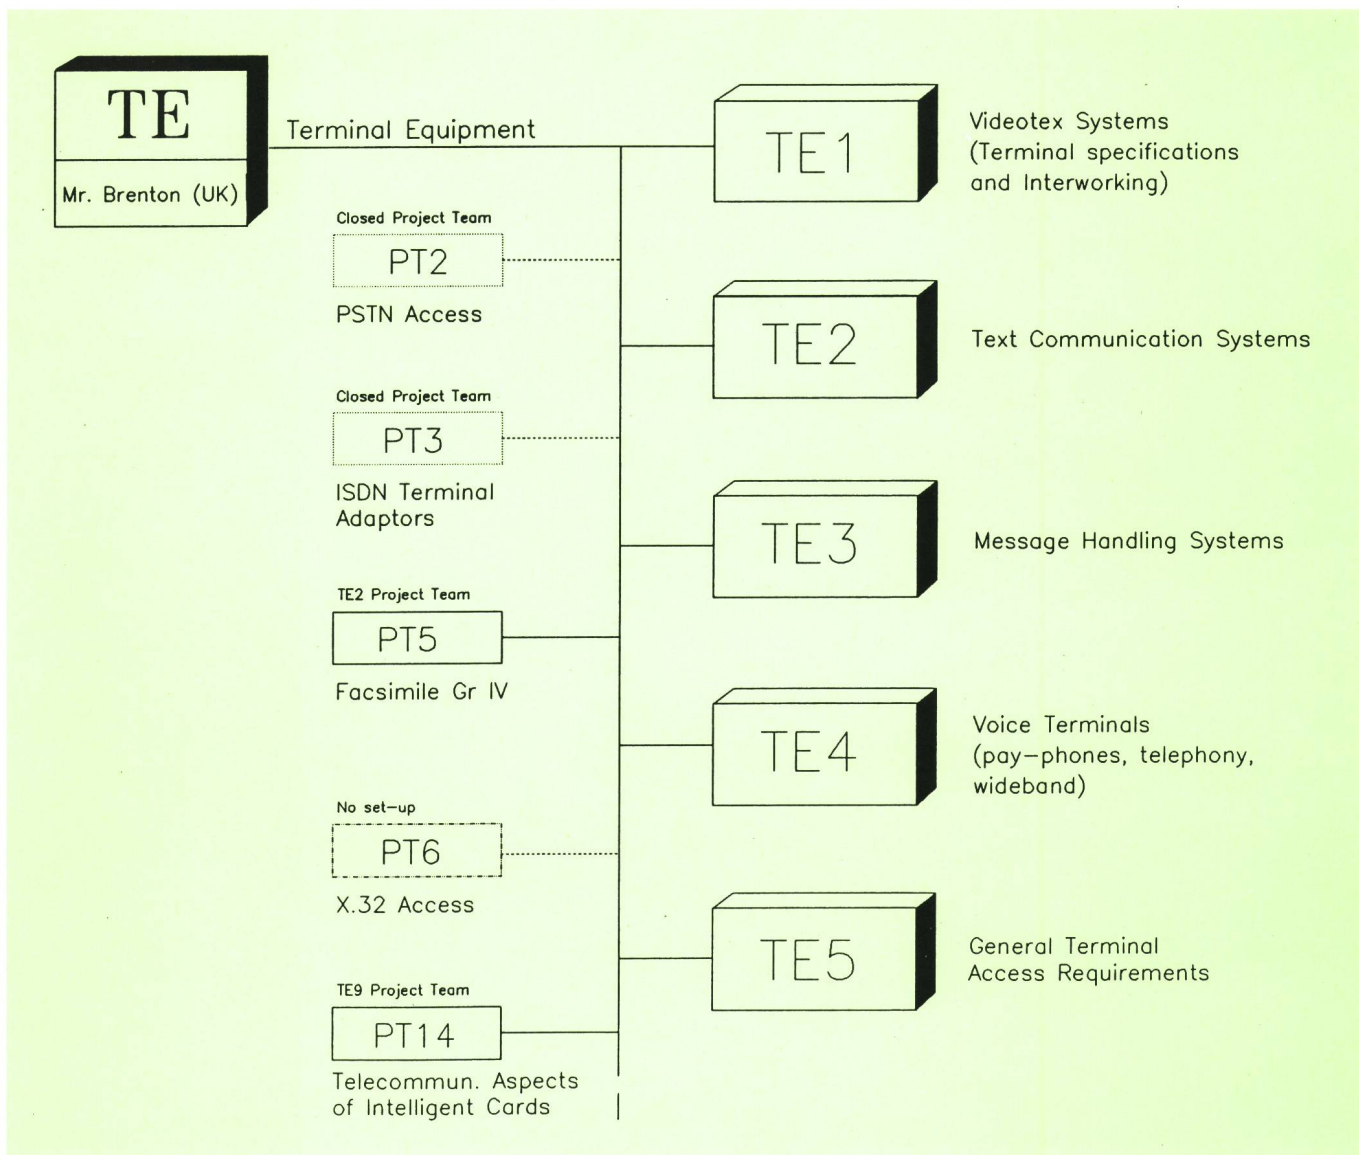 TE
Mr. Brenton (UK)
Terminal Equipment
TE1
Videotex Systems
(Terminal specifications
and Interworking)
Closed Project Team
PT2
PSTN Access
TE2
Text Communication Systems
Closed Project Team
PT3
ISDN Terminal
Adaptors
TE3
Message Handling Systems
TE2 Project Team
PT5
Facsimile Gr IV
TE4
Voice Terminals
(pay-phones, telephony,
wideband)
No set-up
PT6
X.32 Access
TE5
General Terminal
Access Requirements
TE9 Project Team
PT14
Telecommun. Aspects
of Intelligent Cards